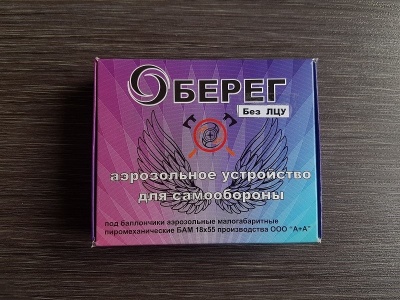 ОБЕРЕГ
Без ЛЦУ
аэрозольное устройство
для самообороны
под баллончики аэрозольные малогабаритные
пиромеханические БАМ 18х55 производства ООО "А+А"